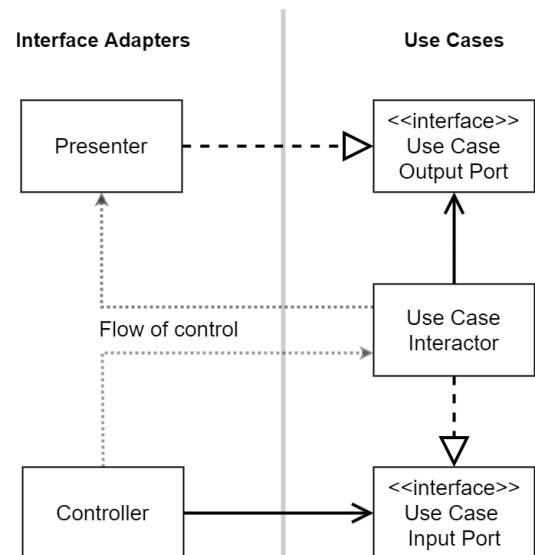 Interface Adapters
Use Cases
Presenter
<<interface>>
Use Case
Output Port
Flow of control
Use Case
Interactor
Controller
<<interface>>
Use Case
Input Port